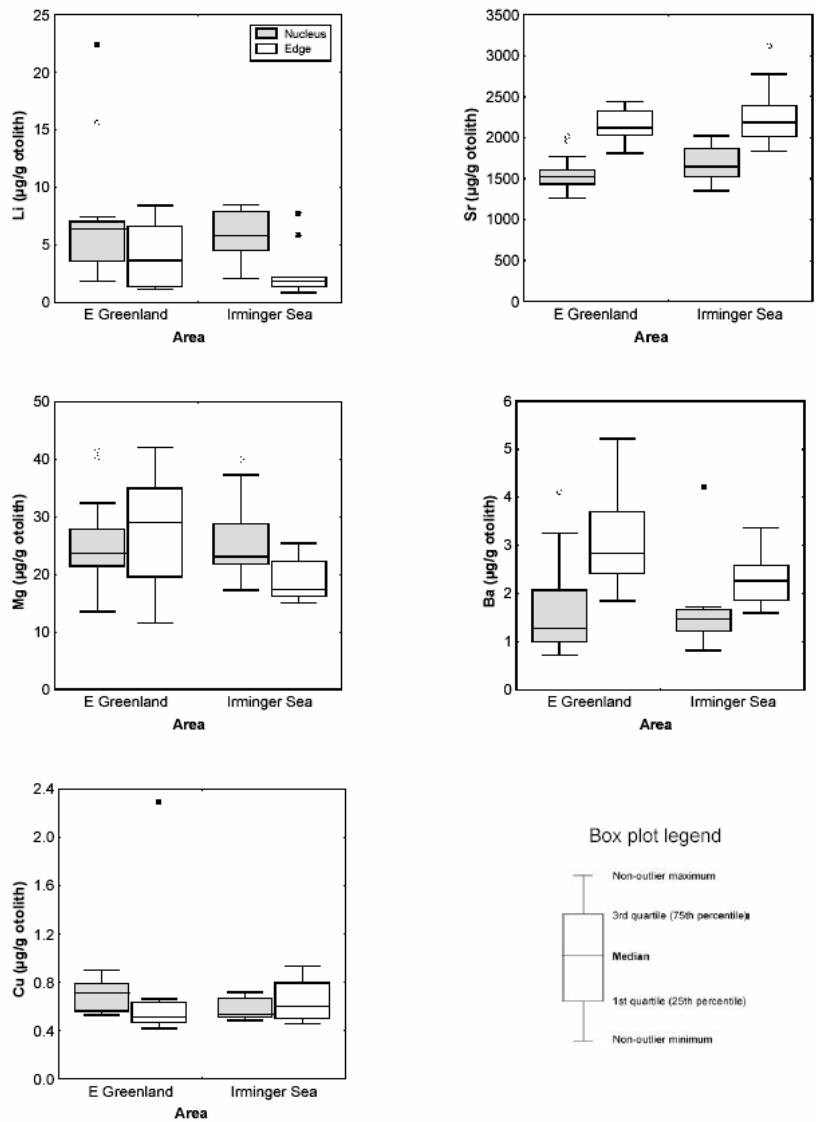 25
20
15
10
5
0
Li (µg/g otolith)
Nucleus
Edge
E Greenland
Irminger Sea
Area
3500
3000
2500
2000
1500
1000
500
0
Sr (µg/g otolith)
E Greenland
Irminger Sea
Area
50
40
30
20
10
0
Mg (µg/g otolith)
E Greenland
Irminger Sea
Area
6
5
4
3
2
1
0
Ba (µg/g otolith)
E Greenland
Irminger Sea
Area
2.4
2.0
1.6
1.2
0.8
0.4
0.0
Cu (µg/g otolith)
E Greenland
Irminger Sea
Area
Box plot legend
Non-outlier maximum
3rd quartile (75th percentile)
Median
1st quartile (25th percentile)
Non-outlier minimum